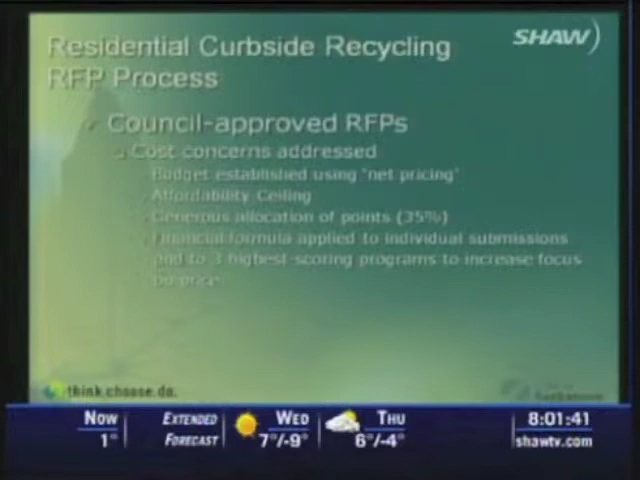 Residential Curbside Recycling
RFP Process
SHAW)
Council-approved RFPs
Cost concerns addressed
Budget established using 'net pricing'
Affordability Ceiling
Generous allocation of points (35%)
Financial formula applied to individual submissions
and to 3 highest-scoring programs to increase focus
on price
think.choose.do.
NOW
1°
EXTENDED
FORECAST
WED
7°/-9°
THU
6°/-4°
8:01:41
shawtv.com